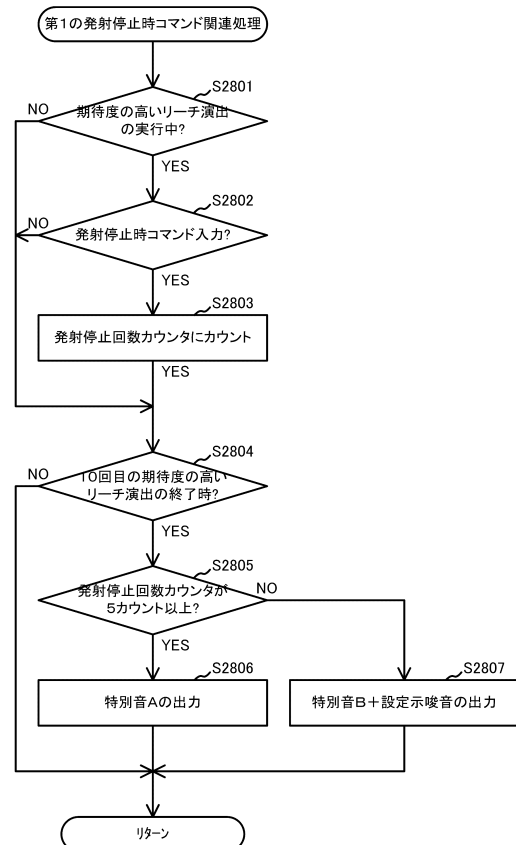 第1の発射停止時コマンド関連処理
S2801
期待度の高いリーチ演出
の実行中?
NO
YES
S2802
発射停止時コマンド入力?
NO
YES
S2803
発射停止回数カウンタにカウント
YES
S2804
10回目の期待度の高い
リーチ演出の終了時?
NO
YES
S2805
発射停止回数カウンタが
5カウント以上?
NO
YES
S2806
特別音Aの出力
S2807
特別音B+設定示唆音の出力
リターン